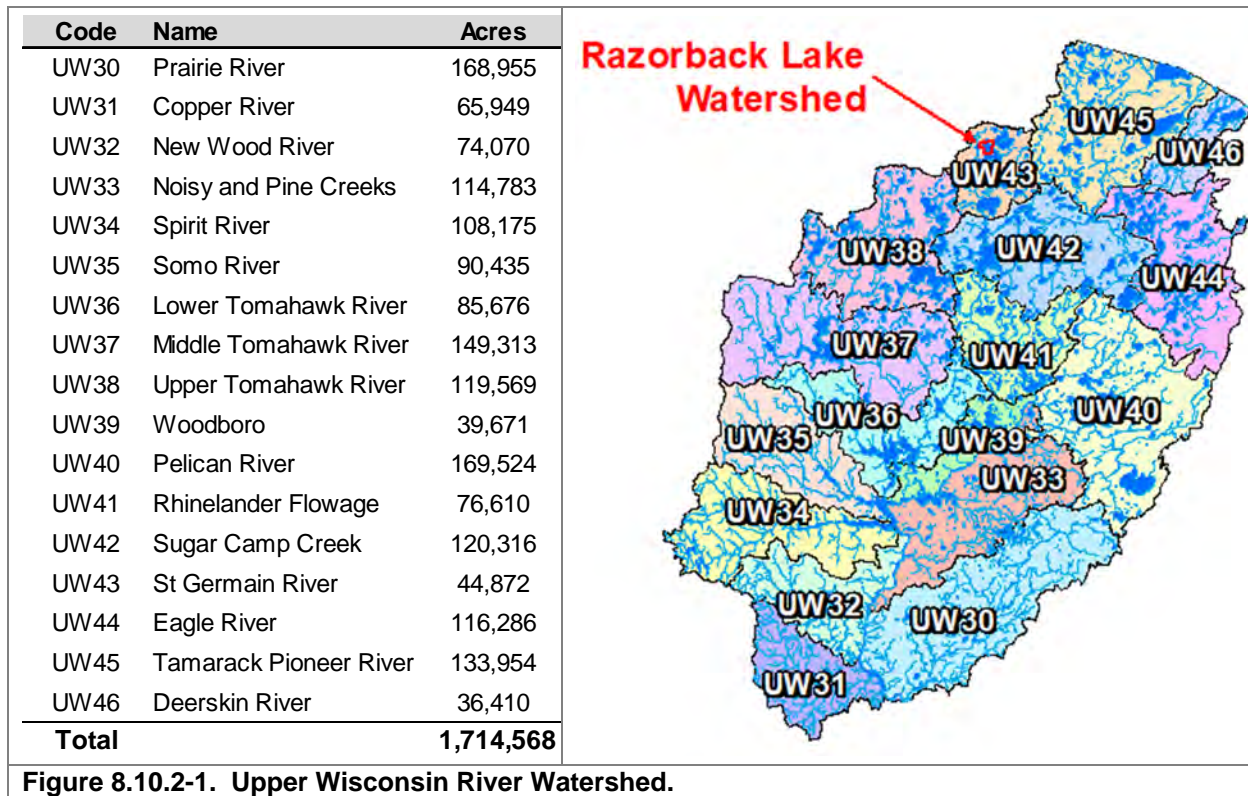 Code Name Acres
UW30 Prairie River 168,955
UW31 Copper River 65,949
UW32 New Wood River 74,070
UW33 Noisy and Pine Creeks 114,783
UW34 Spirit River 108,175
UW35 Somo River 90,435
UW36 Lower Tomahawk River 85,676
UW37 Middle Tomahawk River 149,313
UW38 Upper Tomahawk River 119,569
UW39 Woodboro 39,671
UW40 Pelican River 169,524
UW41 Rhinelander Flowage 76,610
UW42 Sugar Camp Creek 120,316
UW43 St Germain River 44,872
UW44 Eagle River 116,286
UW45 Tamarack Pioneer River 133,954
UW46 Deerskin River 36,410
Total 1,714,568
Razorback Lake
Watershed
UW45
UW46
UW43
UW38
UW42
UW44
UW37
UW41
UW36
UW40
UW35
UW39
UW33
UW34
UW32
UW30
UW31
Figure 8.10.2-1. Upper Wisconsin River Watershed.